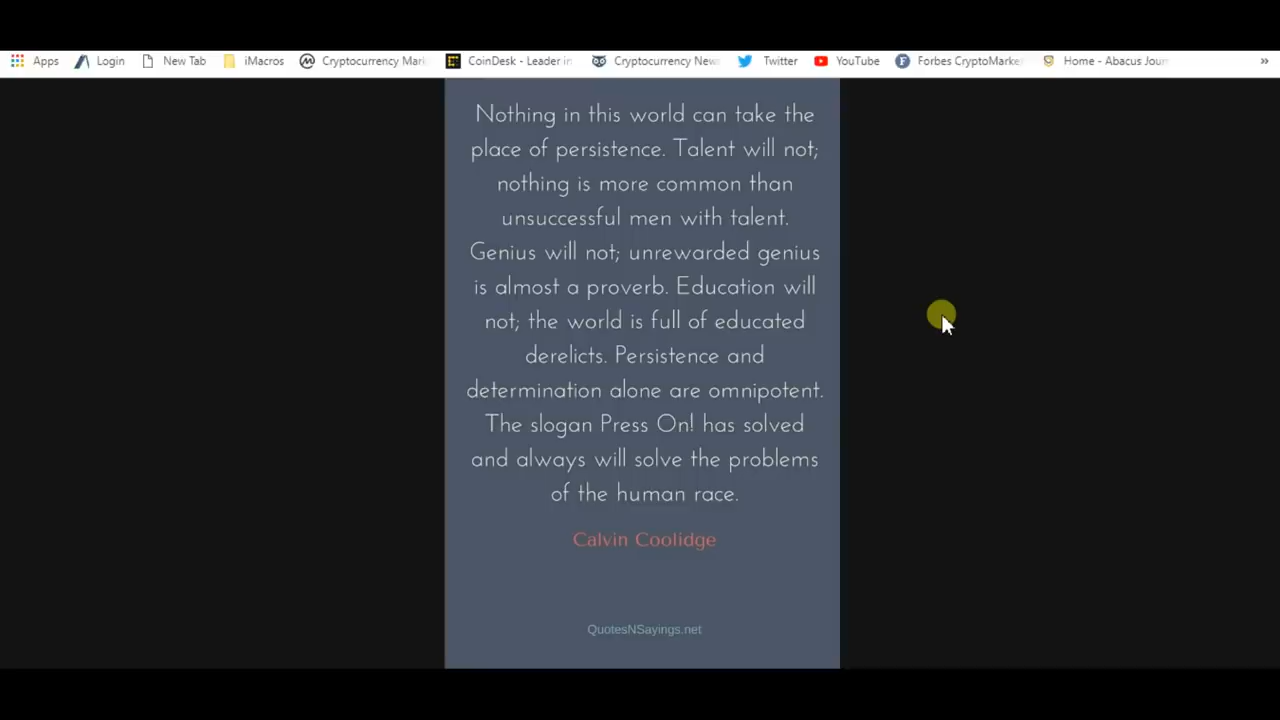 Apps Login New Tab iMacros Cryptocurrency Mark CoinDesk - Leader in Cryptocurrency News Twitter YouTube Forbes CryptoMarke Home - Abacus Jour »
Nothing in this world can take the
place of persistence. Talent will not;
nothing is more common than
unsuccessful men with talent.
Genius will not; unrewarded genius
is almost a proverb. Education will
not; the world is full of educated
derelicts. Persistence and
determination alone are omnipotent.
The slogan Press On! has solved
and always will solve the problems
of the human race.
Calvin Coolidge
QuotesNSayings.net